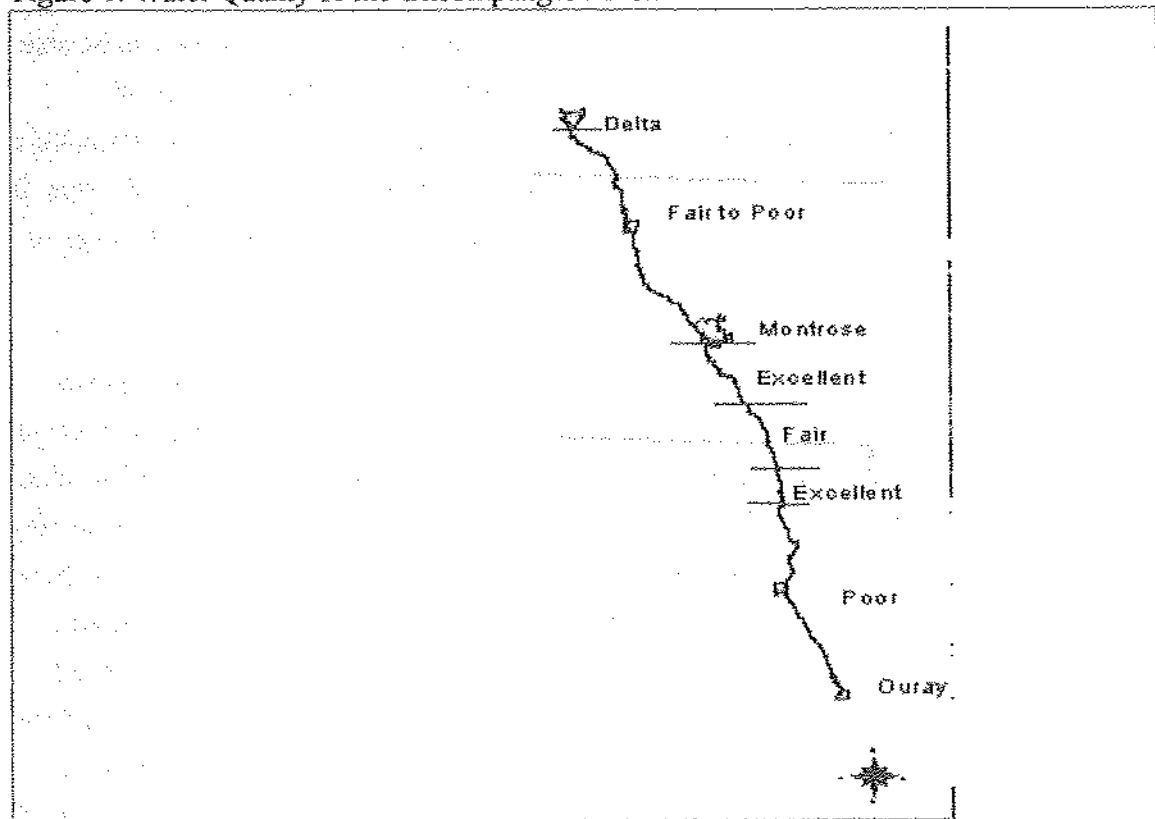 Delta
Fair to Poor
Montrose
Excellent
Fair
Excellent
Poor
Ouray